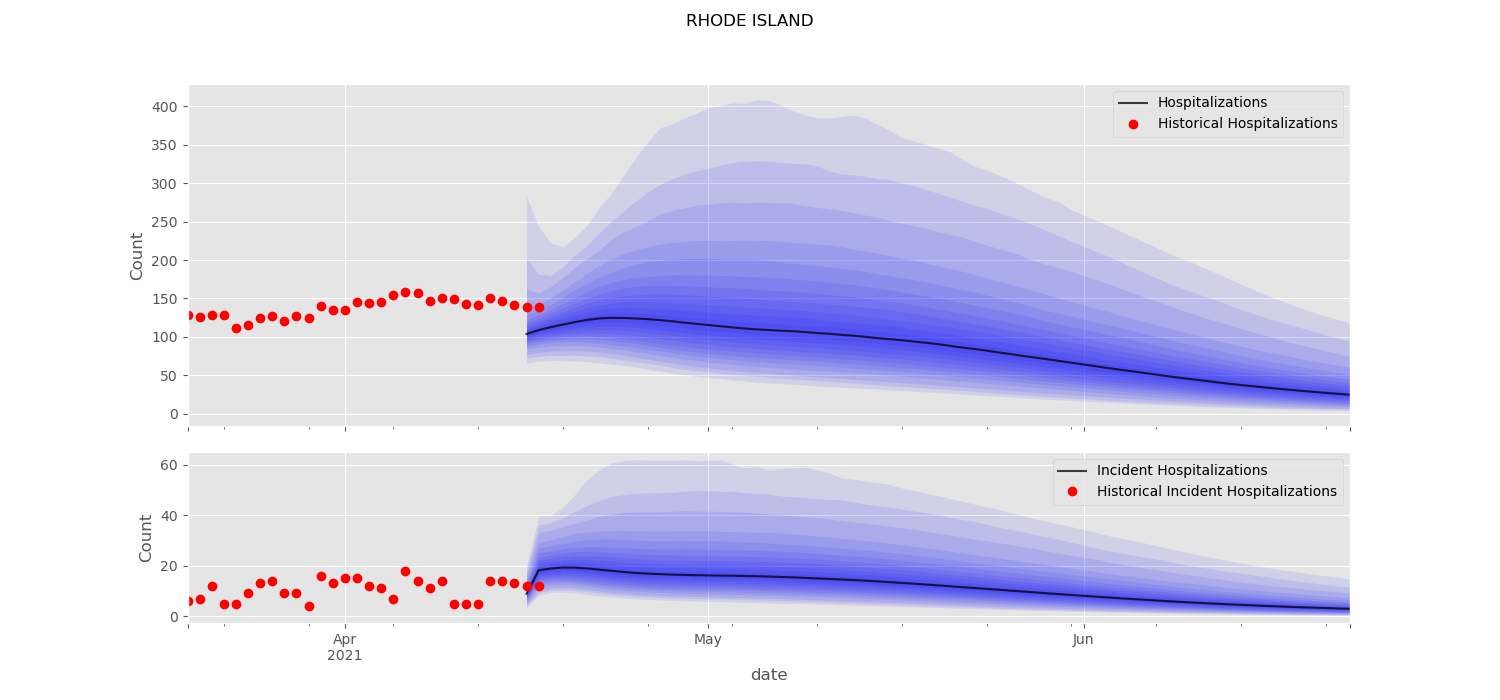 RHODE ISLAND
400
350
300
250
200
150
100
50
0
Count
Hospitalizations
Historical Hospitalizations
60
40
20
0
Count
Incident Hospitalizations
Historical Incident Hospitalizations
Apr
2021
May
Jun
date